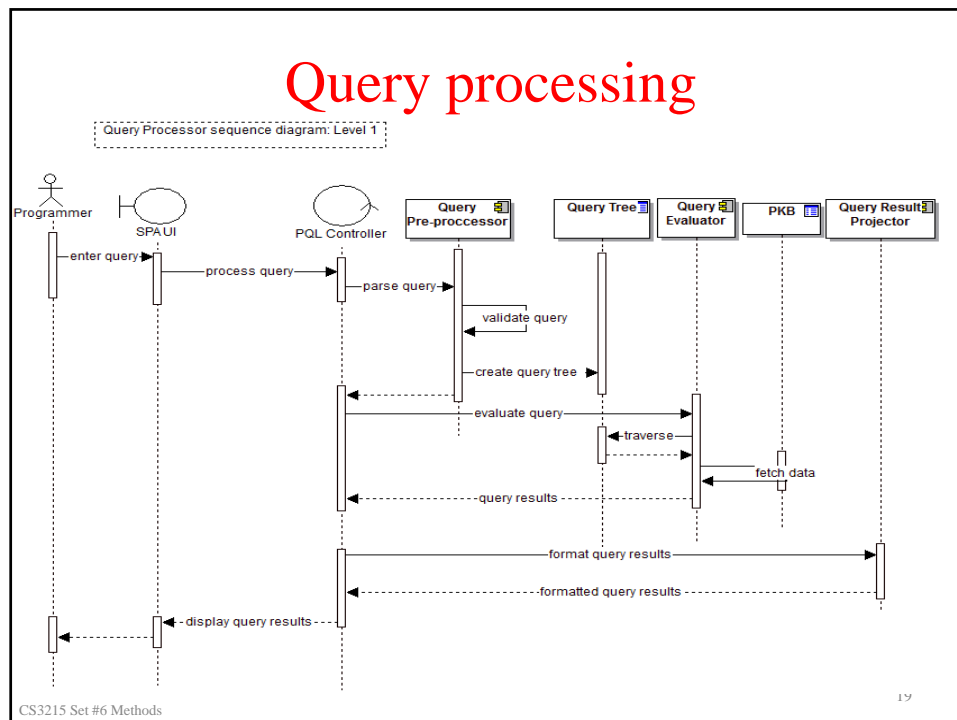 Query processing
Query Processor sequence diagram: Level 1
Programmer
SPA UI
PQL Controller
Query
Pre-proccessor
Query Tree
Query
Evaluator
PKB
Query Result
Projector
enter query
process query
parse query
validate query
create query tree
evaluate query
traverse
fetch data
query results
format query results
formatted query results
display query results
CS3215 Set #6 Methods
19